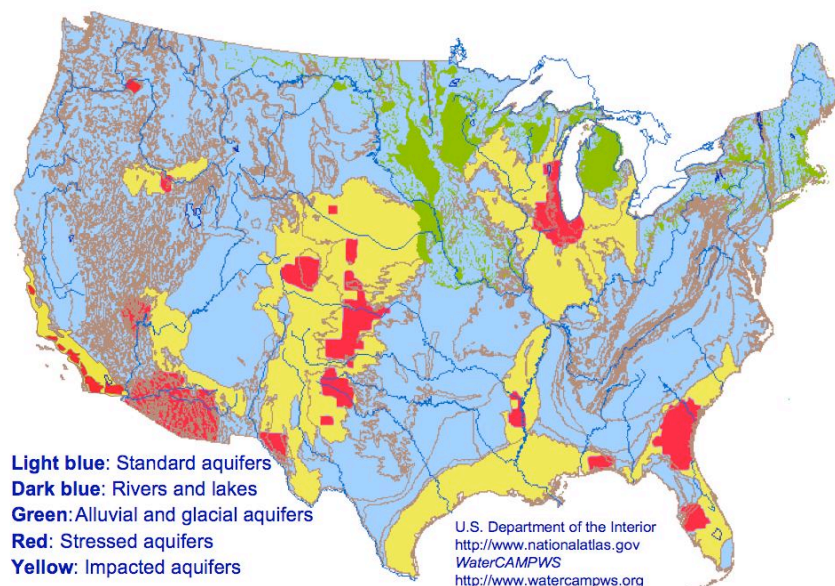 Light blue: Standard aquifers
Dark blue: Rivers and lakes
Green: Alluvial and glacial aquifers
Red: Stressed aquifers
Yellow: Impacted aquifers
U.S. Department of the Interior
http://www.nationalatlas.gov
WaterCAMPWS
http://www.watercampws.org